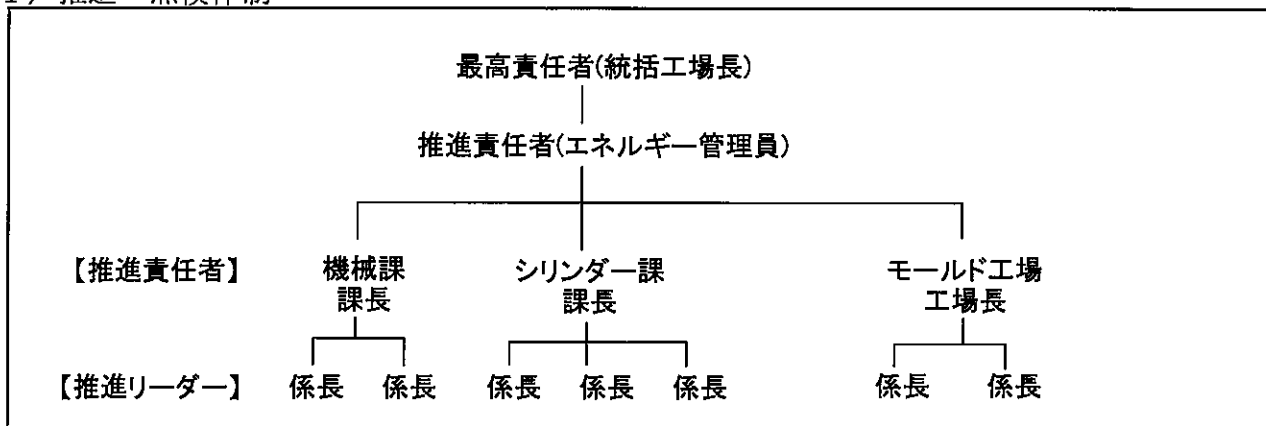 最高責任者(統括工場長)
推進責任者(エネルギー管理員)
【推進責任者】 機械課 シリンダー課 モールド工場
課長 課長 工場長
【推進リーダー】 係長 係長 係長 係長 係長 係長 係長